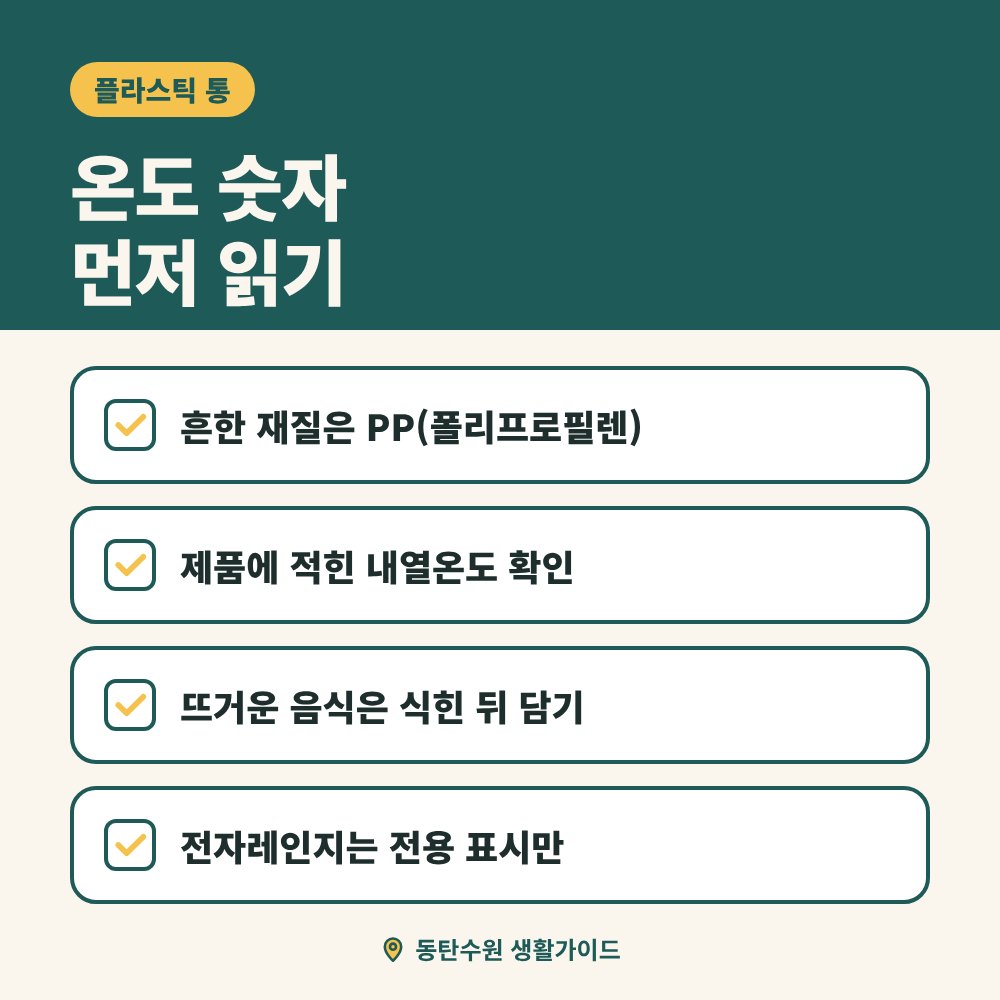 플라스틱 통
온도 숫자
먼저 읽기
흔한 재질은 PP(폴리프로필렌)
제품에 적힌 내열온도 확인
뜨거운 음식은 식힌 뒤 담기
전자레인지는 전용 표시만
동탄수원 생활가이드